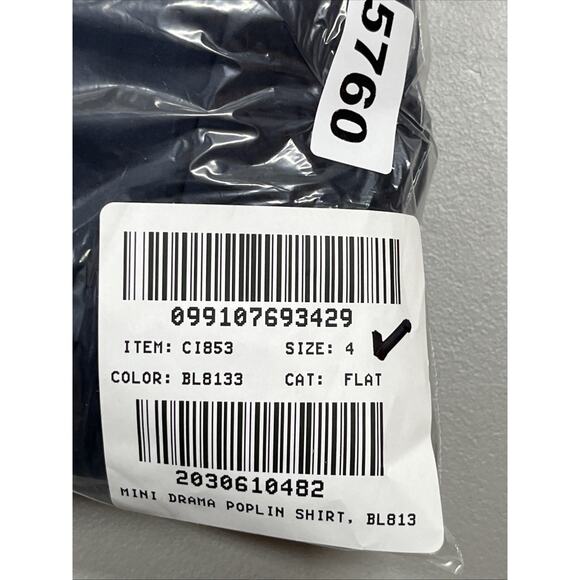 5760
099107693429
ITEM: CI853 SIZE: 4
COLOR: BL8133 CAT: FLAT
2030610482
MINI DRAMA POPLIN SHIRT, BL813